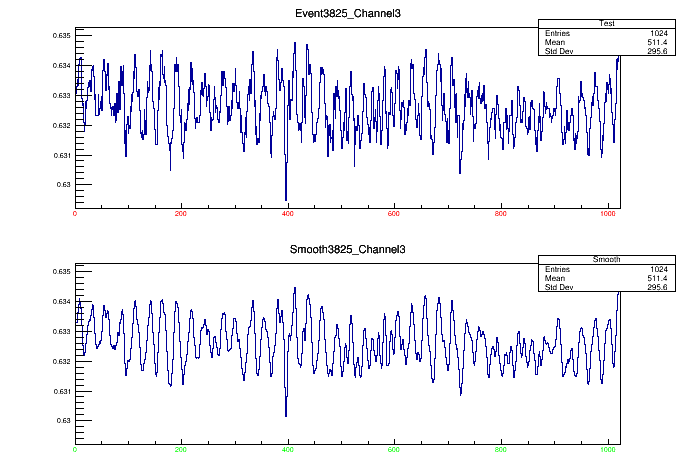 Event3825_Channel3
Test
Entries 1024
Mean 511.4
Std Dev 295.6
0.635
0.634
0.633
0.632
0.631
0.63
0 200 400 600 800 1000
Smooth3825_Channel3
Smooth
Entries 1024
Mean 511.4
Std Dev 295.6
0.635
0.634
0.633
0.632
0.631
0.63
0 200 400 600 800 1000